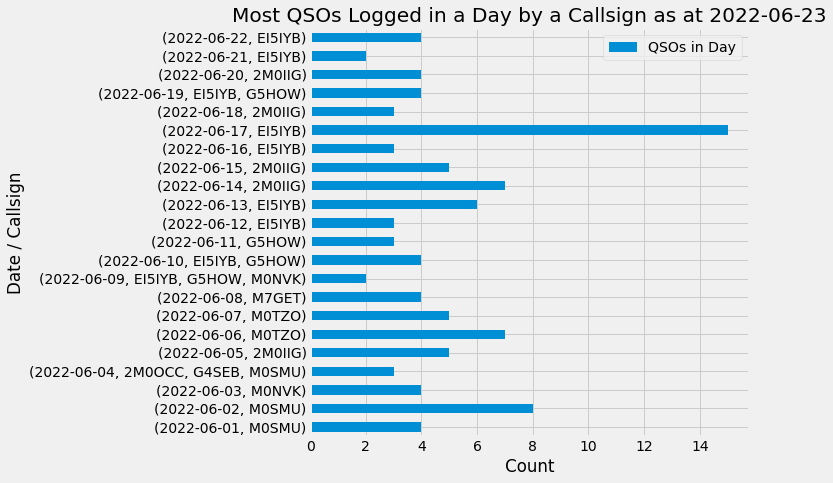 Most QSOs Logged in a Day by a Callsign as at 2022-06-23
QSOs in Day
Date / Callsign
(2022-06-22, EI5IYB)
(2022-06-21, EI5IYB)
(2022-06-20, 2M0IIG)
(2022-06-19, EI5IYB, G5HOW)
(2022-06-18, 2M0IIG)
(2022-06-17, EI5IYB)
(2022-06-16, EI5IYB)
(2022-06-15, 2M0IIG)
(2022-06-14, 2M0IIG)
(2022-06-13, EI5IYB)
(2022-06-12, EI5IYB)
(2022-06-11, G5HOW)
(2022-06-10, EI5IYB, G5HOW)
(2022-06-09, EI5IYB, G5HOW, M0NVK)
(2022-06-08, M7GET)
(2022-06-07, M0TZO)
(2022-06-06, M0TZO)
(2022-06-05, 2M0IIG)
(2022-06-04, 2M0OCC, G4SEB, M0SMU)
(2022-06-03, M0NVK)
(2022-06-02, M0SMU)
(2022-06-01, M0SMU)
0 2 4 6 8 10 12 14
Count